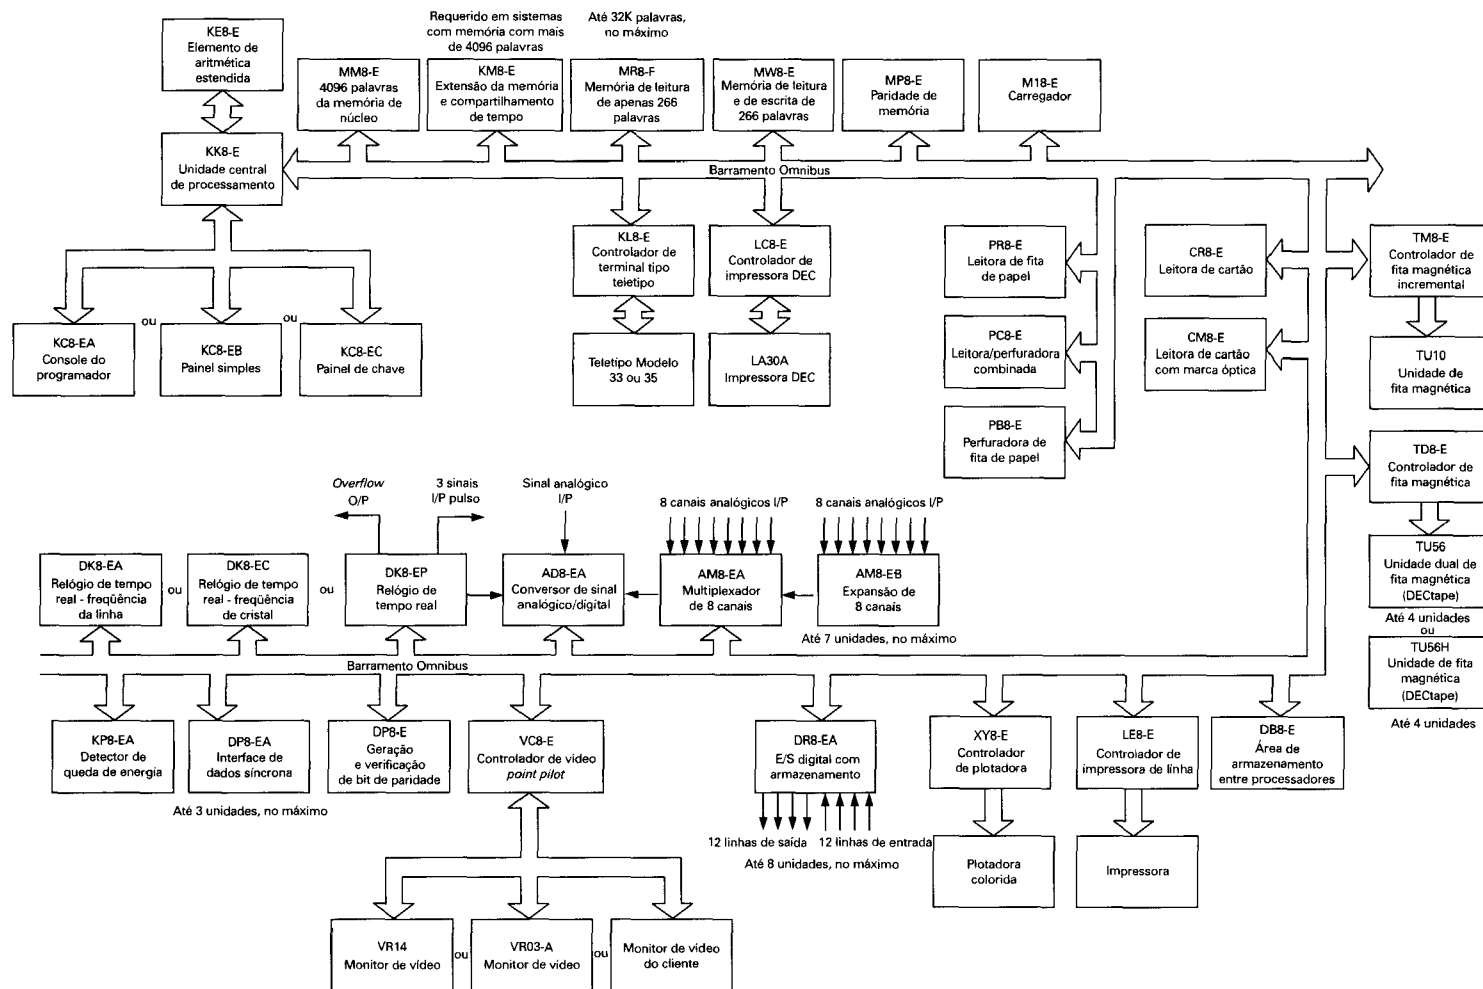 KE8-E
Elemento de
aritmética
estendida
Requerido em sistemas
com memória com mais
de 4096 palavras
Até 32K palavras,
no máximo
MM8-E
4096 palavras
da memória de
núcleo
KM8-E
Extensão da memória
e compartilhamento
de tempo
MR8-F
Memória de leitura
de apenas 266
palavras
MW8-E
Memória de leitura
e de escrita de
266 palavras
MP8-E
Paridade de
memória
M18-E
Carregador
KK8-E
Unidade central
de processamento
Barramento Omnibus
KL8-E
Controlador de
terminal tipo
teletipo
LC8-E
Controlador de
impressora DEC
PR8-E
Leitora de fita
de papel
CR8-E
Leitora de cartão
TM8-E
Controlador de
fita magnética
incremental
KC8-EA
Console do
programador
ou
KC8-EB
Painel simples
ou
KC8-EC
Painel de chave
Teletipo Modelo
33 ou 35
LA30A
Impressora DEC
PC8-E
Leitora/perfuradora
combinada
CM8-E
Leitora de cartão
com marca óptica
TU10
Unidade de
fita magnética
PB8-E
Perfuradora de
fita de papel
TD8-E
Controlador de
fita magnética
Overflow
O/P
3 sinais
I/P pulso
Sinal analógico
I/P
8 canais analógicos I/P
8 canais analógicos I/P
DK8-EA
Relógio de tempo
real - freqüência
da linha
ou
DK8-EC
Relógio de tempo
real - freqüência
de cristal
ou
DK8-EP
Relógio de
tempo real
AD8-EA
Conversor de sinal
analógico/digital
AM8-EA
Multiplexador
de 8 canais
AM8-EB
Expansão de
8 canais
Até 7 unidades, no máximo
TU56
Unidade dual de
fita magnética
(DECtape)
Até 4 unidades
ou
TU56H
Unidade de fita
magnética
(DECtape)
Até 4 unidades
Barramento Omnibus
KP8-EA
Detector de
queda de energia
DP8-EA
Interface de
dados síncrona
Até 3 unidades, no máximo
DP8-E
Geração
e verificação
de bit de paridade
VC8-E
Controlador de vídeo
point pilot
DR8-EA
E/S digital com
armazenamento
12 linhas de saída
12 linhas de entrada
Até 8 unidades, no máximo
XY8-E
Controlador
de plotadora
LE8-E
Controlador de
impressora de linha
DB8-E
Área de
armazenamento
entre processadores
Plotadora
colorida
Impressora
VR14
Monitor de vídeo
ou
VR03-A
Monitor de vídeo
ou
Monitor de vídeo
do cliente